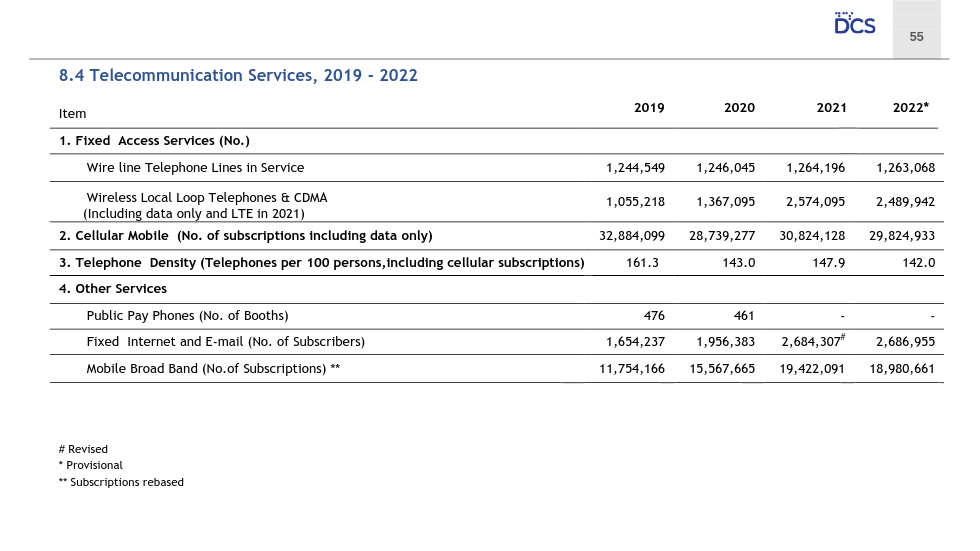 DCS
55
8.4 Telecommunication Services, 2019 - 2022
Item 2019 2020 2021 2022*
1. Fixed Access Services (No.)
Wire line Telephone Lines in Service 1,244,549 1,246,045 1,264,196 1,263,068
Wireless Local Loop Telephones & CDMA
(Including data only and LTE in 2021) 1,055,218 1,367,095 2,574,095 2,489,942
2. Cellular Mobile (No. of subscriptions including data only) 32,884,099 28,739,277 30,824,128 29,824,933
3. Telephone Density (Telephones per 100 persons,including cellular subscriptions) 161.3 143.0 147.9 142.0
4. Other Services
Public Pay Phones (No. of Booths) 476 461 - -
Fixed Internet and E-mail (No. of Subscribers) 1,654,237 1,956,383 2,684,307# 2,686,955
Mobile Broad Band (No.of Subscriptions) ** 11,754,166 15,567,665 19,422,091 18,980,661
# Revised
* Provisional
** Subscriptions rebased